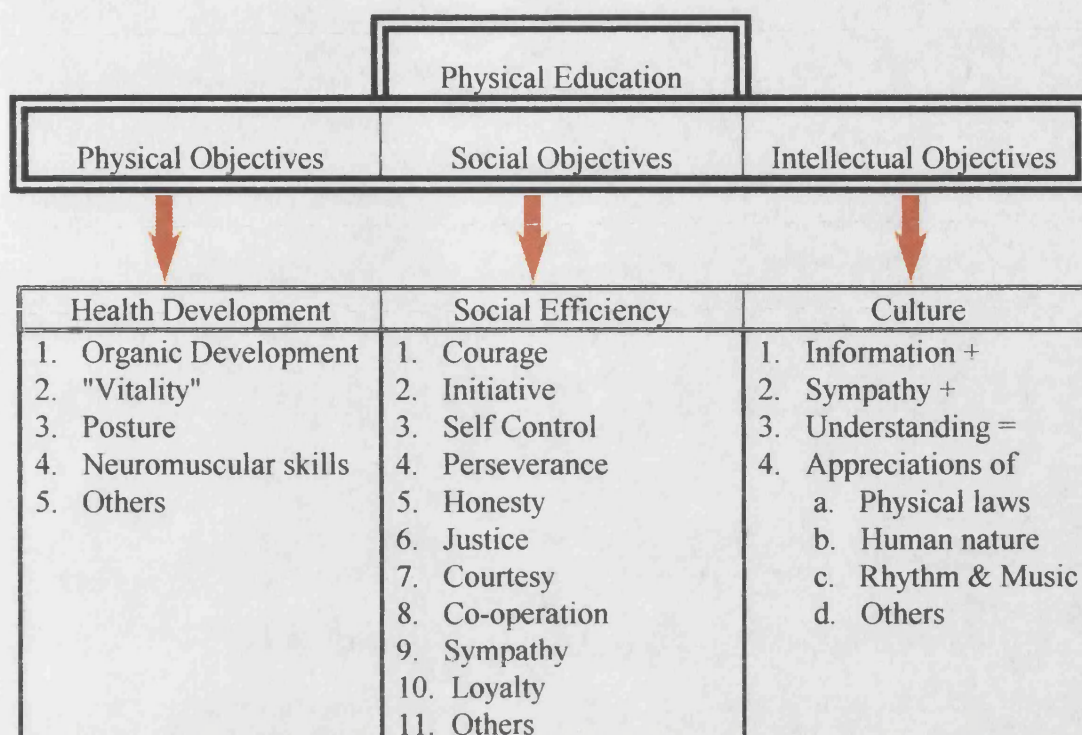 Physical Education
Physical Objectives
Social Objectives
Intellectual Objectives
Health Development
1. Organic Development
2. "Vitality"
3. Posture
4. Neuromuscular skills
5. Others
Social Efficiency
1. Courage
2. Initiative
3. Self Control
4. Perseverance
5. Honesty
6. Justice
7. Courtesy
8. Co-operation
9. Sympathy
10. Loyalty
11. Others
Culture
1. Information +
2. Sympathy +
3. Understanding =
4. Appreciations of
a. Physical laws
b. Human nature
c. Rhythm & Music
d. Others